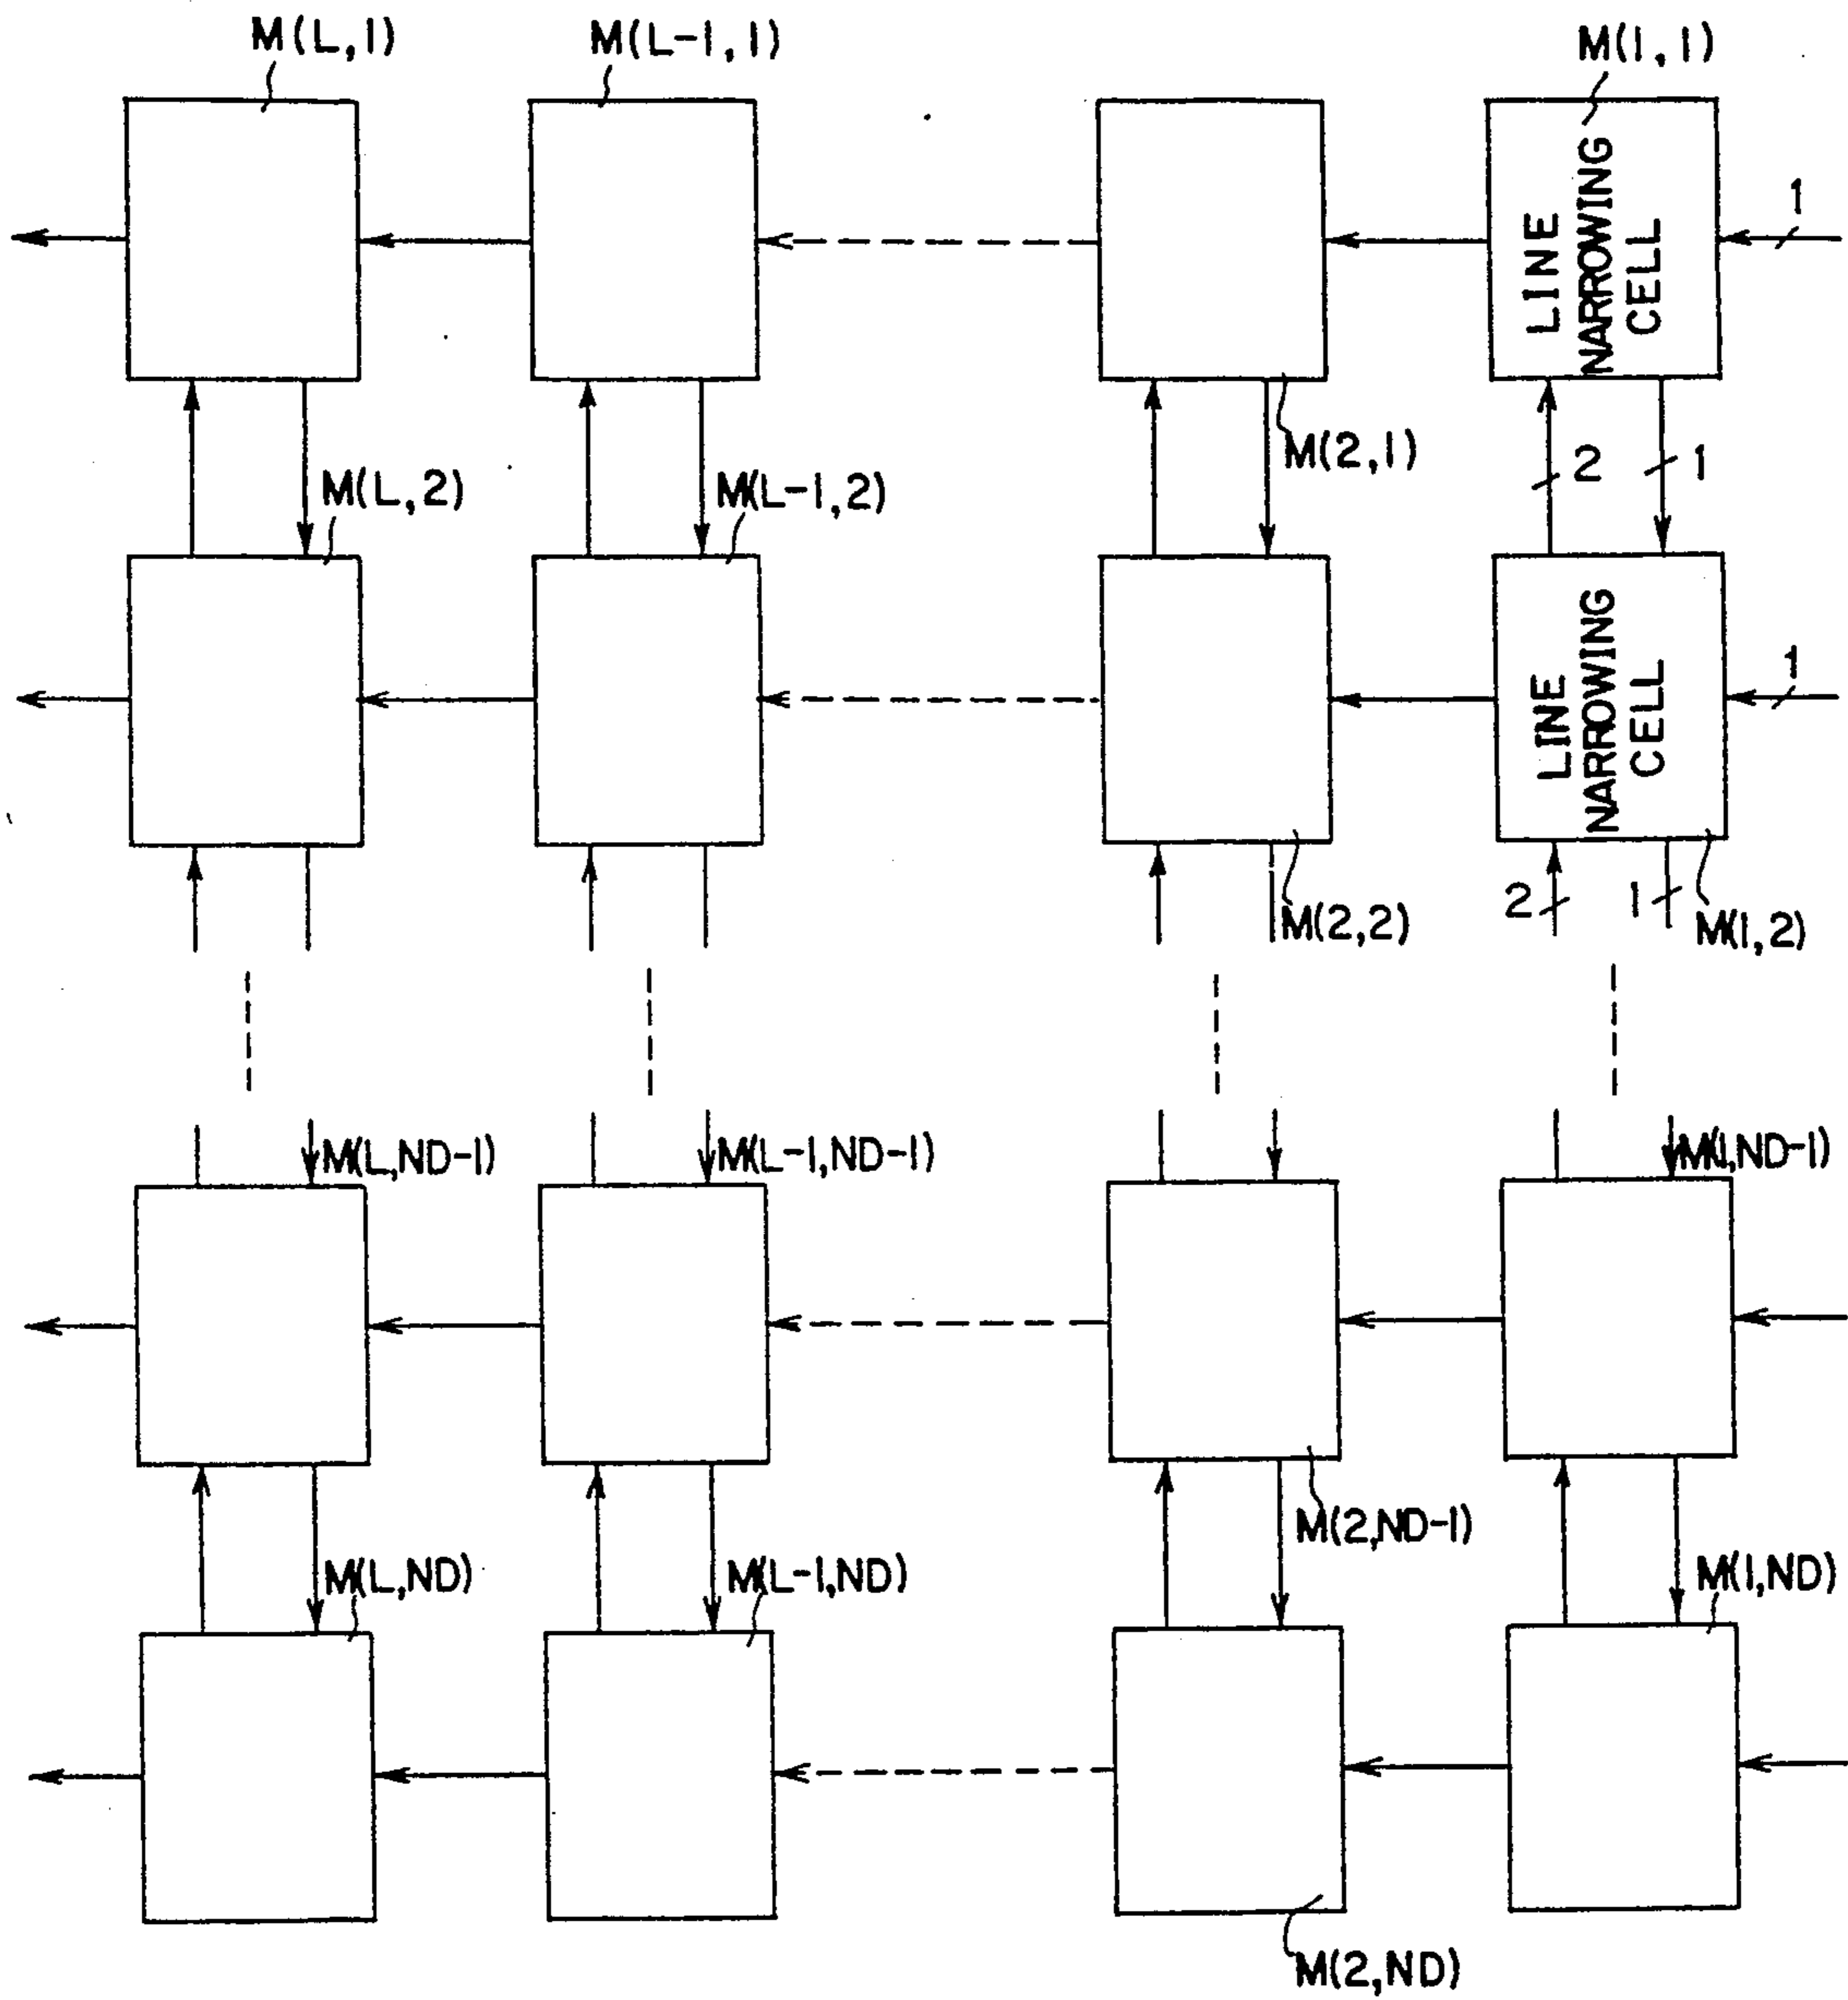 M(L,1)
M(L-1,1)
M(1,1)
LINE
NARROWING
CELL
1
M(2,1)
2
1
M(L,2)
M(L-1,2)
LINE
NARROWING
CELL
1
M(2,2)
2
1
M(1,2)
M(L,ND-1)
M(L-1,ND-1)
M(1,ND-1)
M(2,ND-1)
M(L,ND)
M(L-1,ND)
M(1,ND)
M(2,ND)